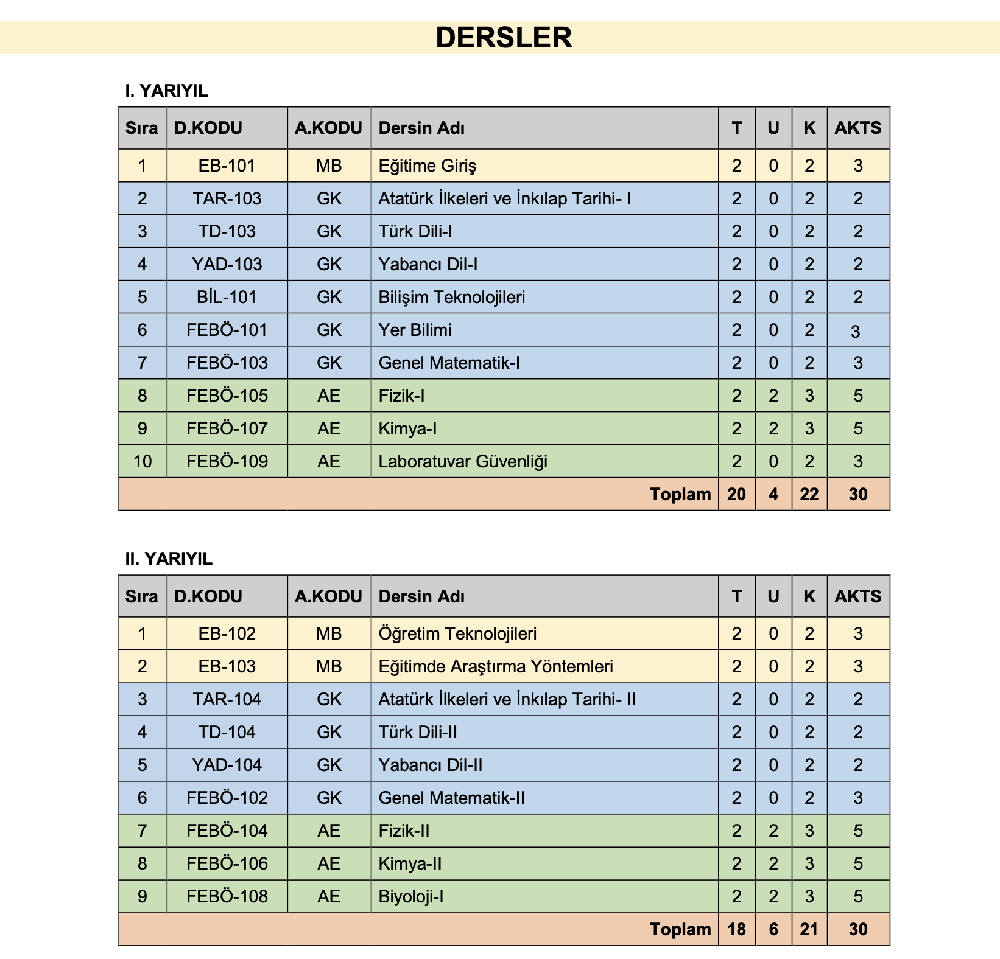 DERSLER
I. YARIYIL
Sıra D.KODU A.KODU Dersin Adı T U K AKTS
1 EB-101 MB Eğitime Giriş 2 0 2 3
2 TAR-103 GK Atatürk İlkeleri ve İnkılap Tarihi- I 2 0 2 2
3 TD-103 GK Türk Dili-I 2 0 2 2
4 YAD-103 GK Yabancı Dil-I 2 0 2 2
5 BİL-101 GK Bilişim Teknolojileri 2 0 2 2
6 FEBÖ-101 GK Yer Bilimi 2 0 2 3
7 FEBÖ-103 GK Genel Matematik-I 2 0 2 3
8 FEBÖ-105 AE Fizik-I 2 2 3 5
9 FEBÖ-107 AE Kimya-I 2 2 3 5
10 FEBÖ-109 AE Laboratuvar Güvenliği 2 0 2 3
Toplam 20 4 22 30
II. YARIYIL
Sıra D.KODU A.KODU Dersin Adı T U K AKTS
1 EB-102 MB Öğretim Teknolojileri 2 0 2 3
2 EB-103 MB Eğitimde Araştırma Yöntemleri 2 0 2 3
3 TAR-104 GK Atatürk İlkeleri ve İnkılap Tarihi- II 2 0 2 2
4 TD-104 GK Türk Dili-II 2 0 2 2
5 YAD-104 GK Yabancı Dil-II 2 0 2 2
6 FEBÖ-102 GK Genel Matematik-II 2 0 2 3
7 FEBÖ-104 AE Fizik-II 2 2 3 5
8 FEBÖ-106 AE Kimya-II 2 2 3 5
9 FEBÖ-108 AE Biyoloji-I 2 2 3 5
Toplam 18 6 21 30